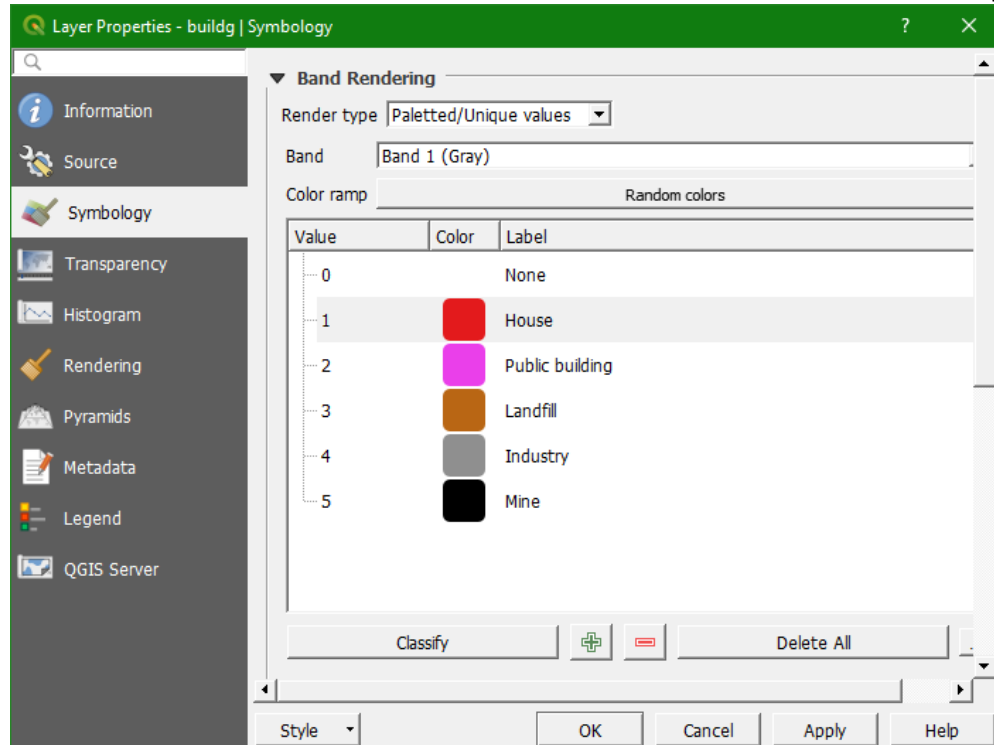 Layer Properties - buildg | Symbology ? ×
Information
Source
Symbology
Transparency
Histogram
Rendering
Pyramids
Metadata
Legend
QGIS Server
Band Rendering
Render type Paletted/Unique values
Band Band 1 (Gray)
Color ramp Random colors
Value Color Label
0 None
1 House
2 Public building
3 Landfill
4 Industry
5 Mine
Classify Delete All
Style OK Cancel Apply Help